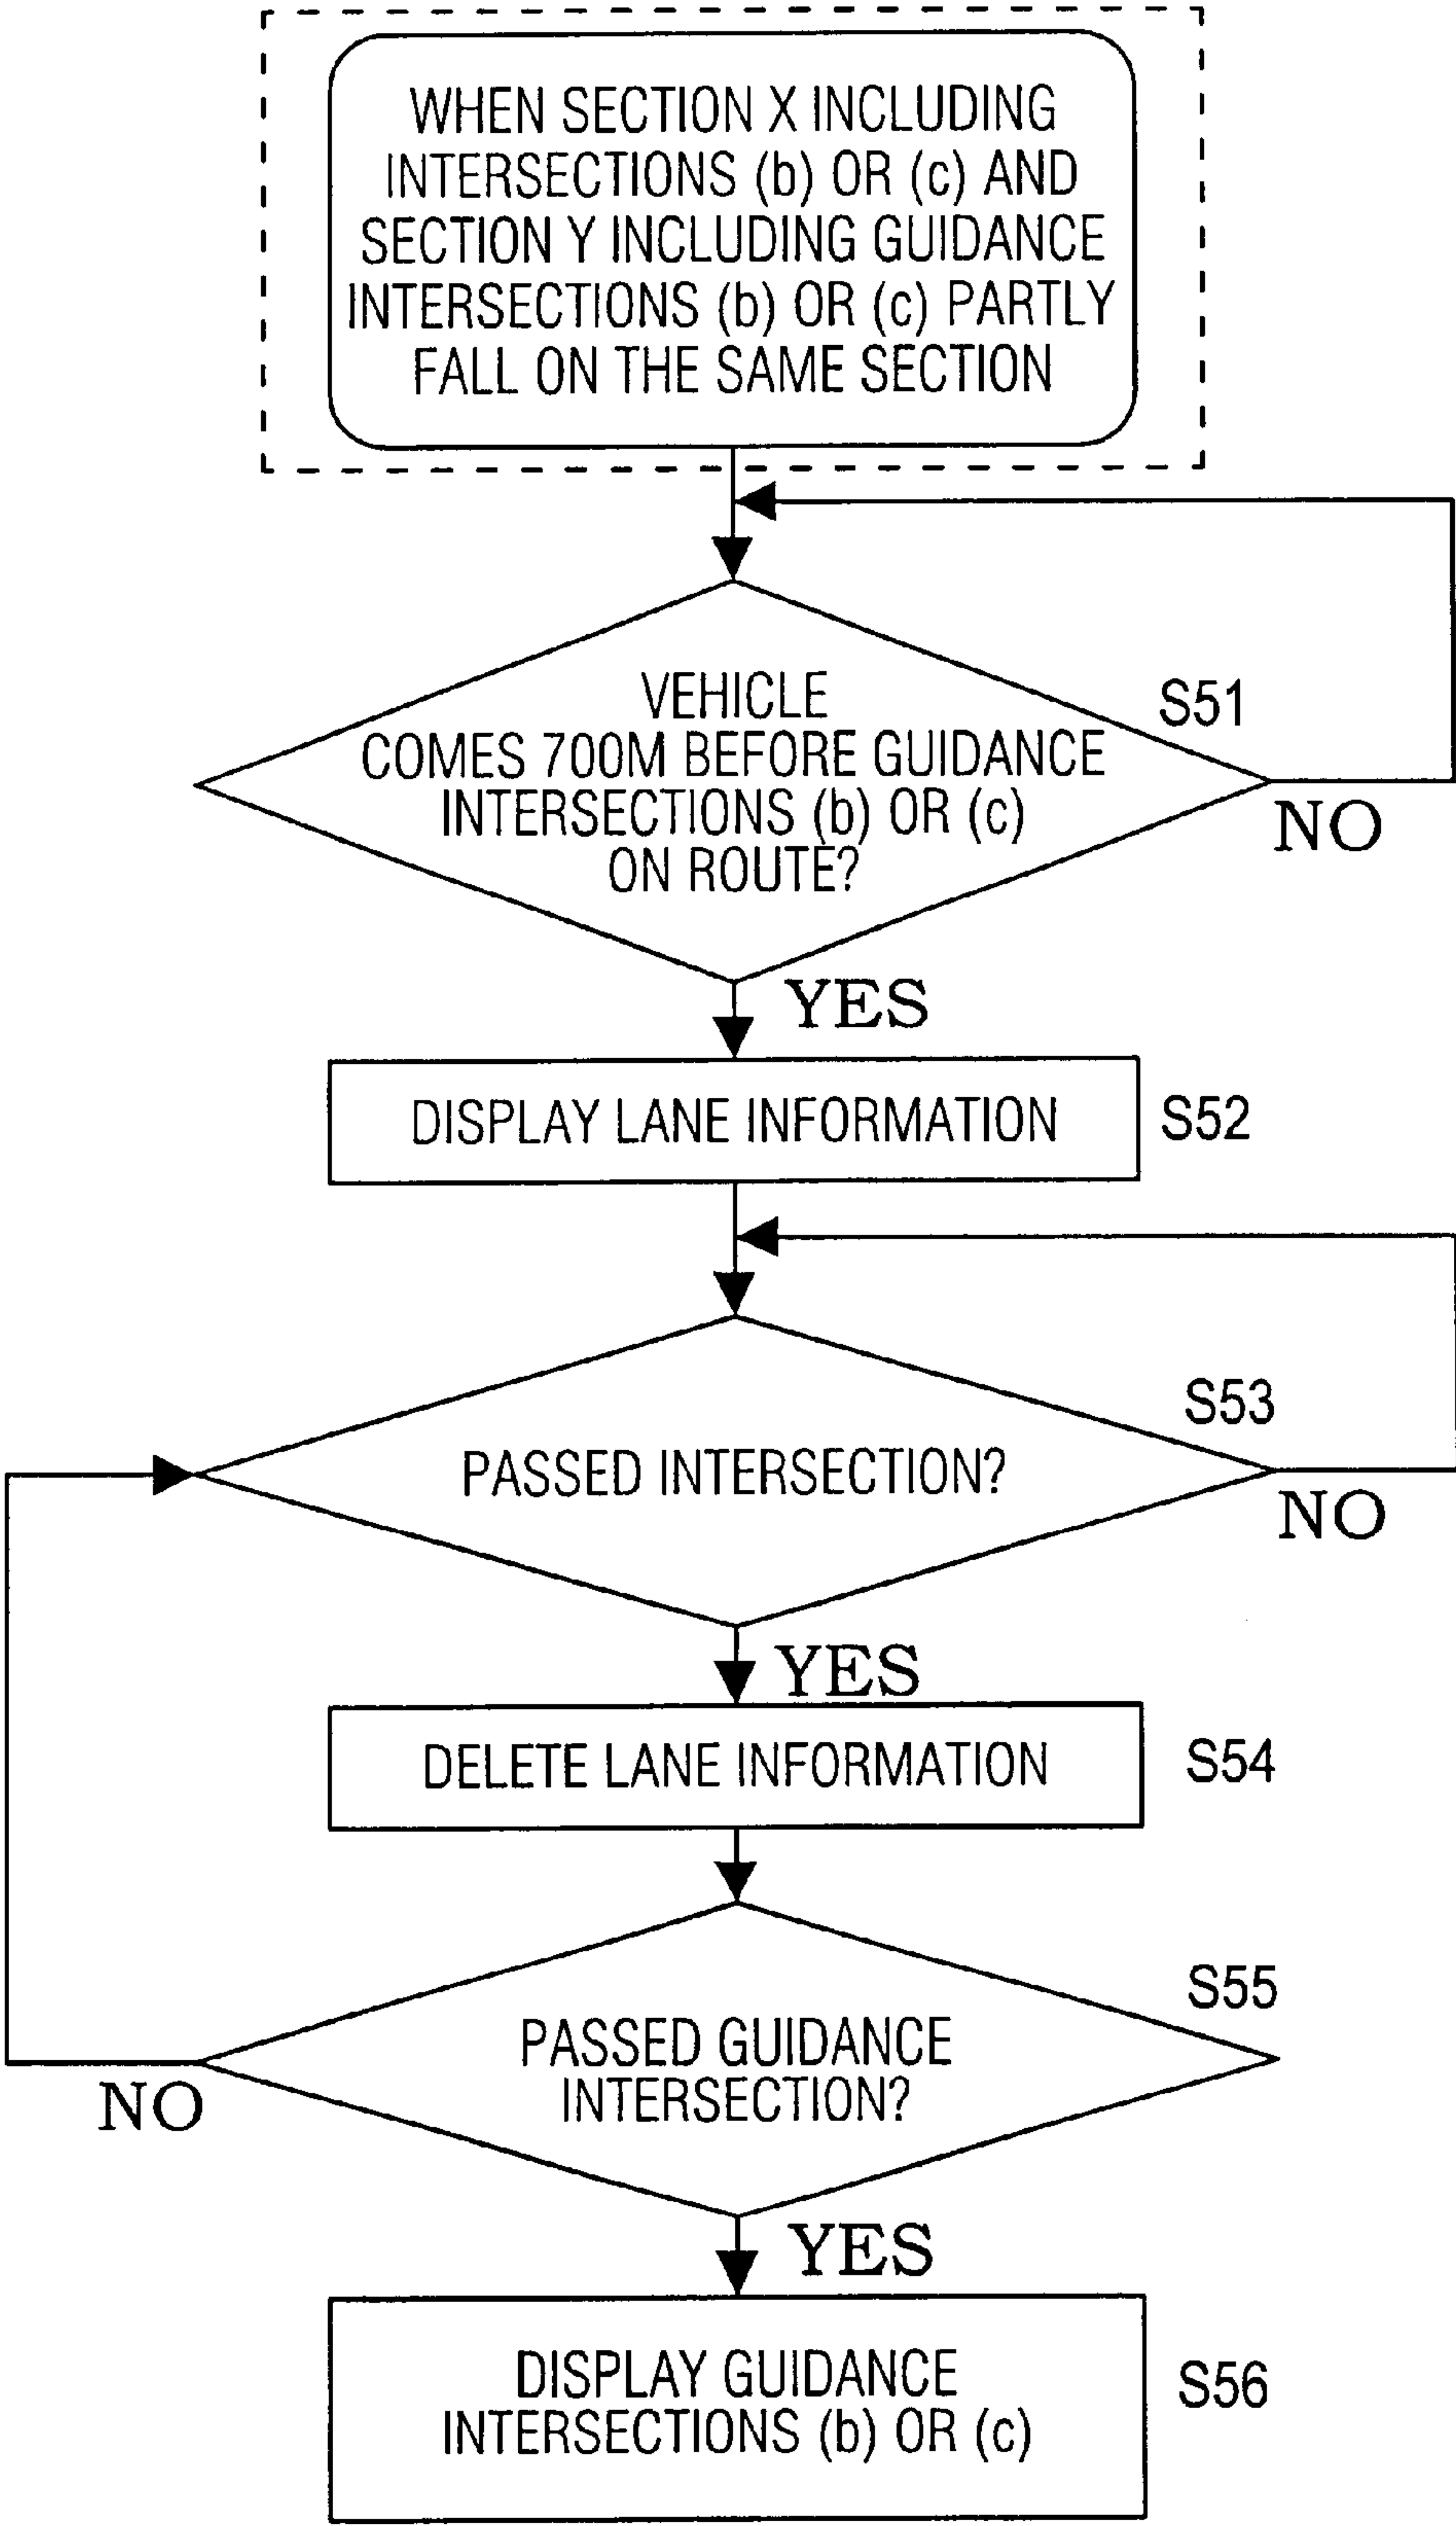 WHEN SECTION X INCLUDING
INTERSECTIONS (b) OR (c) AND
SECTION Y INCLUDING GUIDANCE
INTERSECTIONS (b) OR (c) PARTLY
FALL ON THE SAME SECTION
VEHICLE
COMES 700M BEFORE GUIDANCE
INTERSECTIONS (b) OR (c)
ON ROUTE?
S51
NO
YES
DISPLAY LANE INFORMATION
S52
PASSED INTERSECTION?
S53
NO
YES
DELETE LANE INFORMATION
S54
PASSED GUIDANCE
INTERSECTION?
S55
NO
YES
DISPLAY GUIDANCE
INTERSECTIONS (b) OR (c)
S56